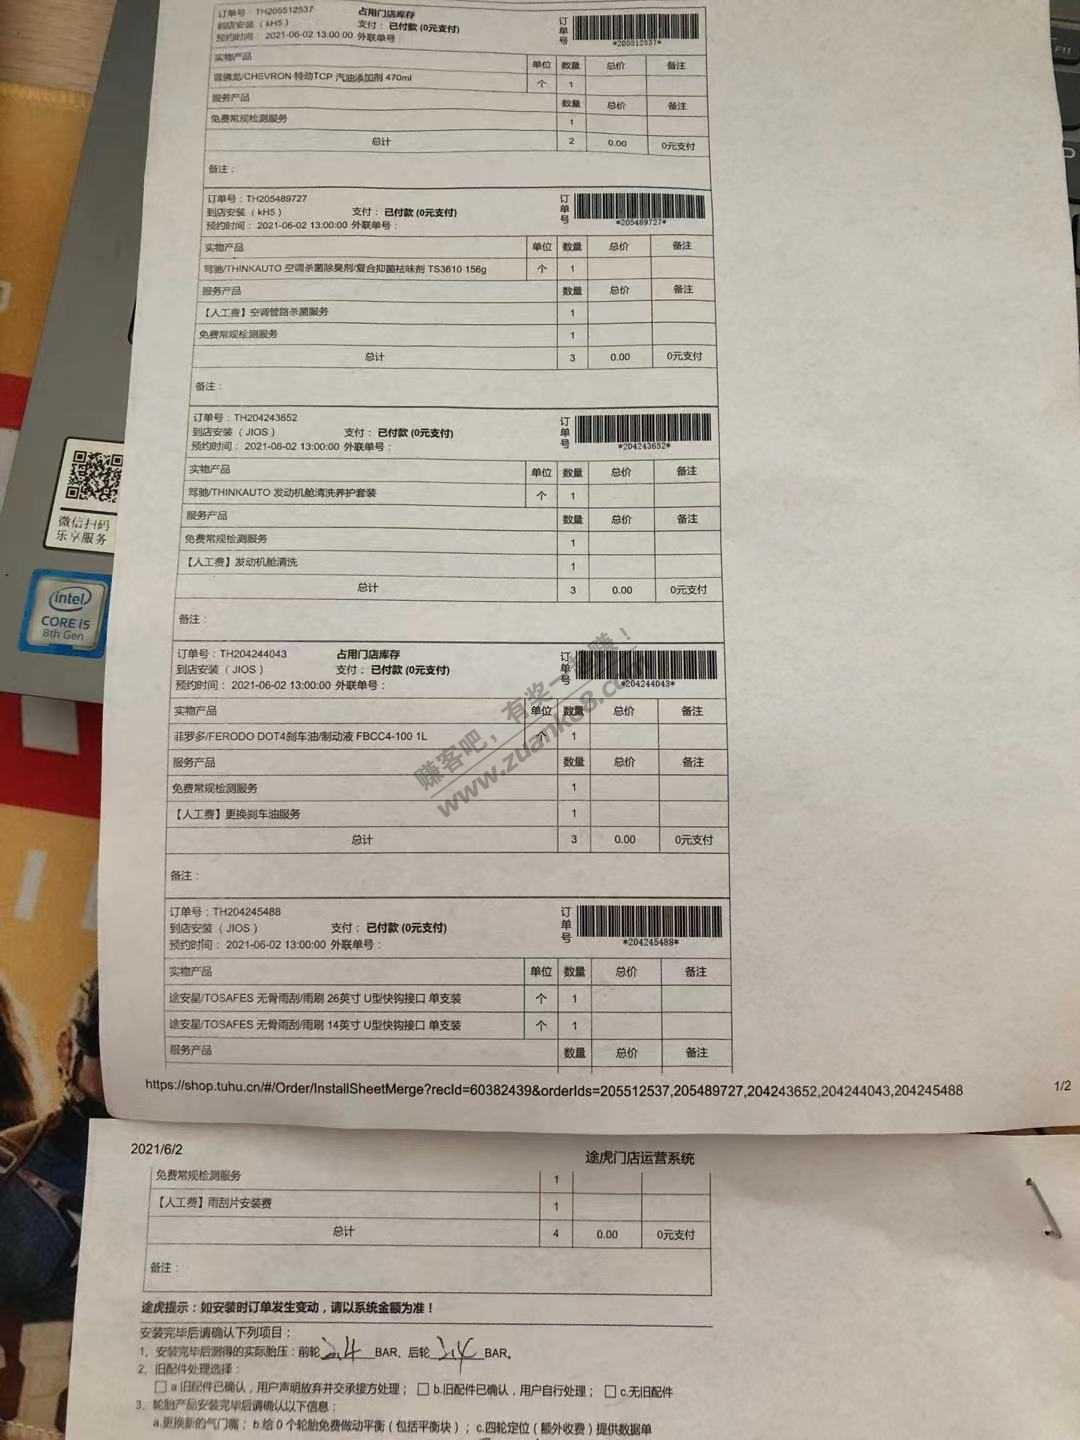 订单号 TH205512537
占用门店库存
到店安装（kH5）
支付： 已付款 (0元支付)
预约时间： 2021-06-02 13:00:00 外联单号
订单号
*205512537*
实物产品 单位 数量 总价 备注
雪佛龙/CHEVRON 特劲TCP 汽油添加剂 470ml 个 1
服务产品 数量 总价 备注
免费常规检测服务 1
总计 2 0.00 0元支付
备注：
订单号：TH205489727
到店安装（kH5） 支付： 已付款 (0元支付)
预约时间： 2021-06-02 13:00:00 外联单号：
订单号
*205489727*
实物产品 单位 数量 总价 备注
驾驰/THINKAUTO 空调杀菌除臭剂/复合抑菌祛味剂 TS3610 156g 个 1
服务产品 数量 总价 备注
【人工费】空调管路杀菌服务 1
免费常规检测服务 1
总计 3 0.00 0元支付
备注：
订单号：TH204243652
到店安装（JIOS） 支付： 已付款 (0元支付)
预约时间： 2021-06-02 13:00:00 外联单号：
订单号
*204243652*
实物产品 单位 数量 总价 备注
驾驰/THINKAUTO 发动机舱清洗养护套装 个 1
服务产品 数量 总价 备注
免费常规检测服务 1
【人工费】发动机舱清洗 1
总计 3 0.00 0元支付
备注：
订单号：TH204244043 占用门店库存
到店安装（JIOS） 支付： 已付款 (0元支付)
预约时间： 2021-06-02 13:00:00 外联单号：
订单号
*204244043*
实物产品 单位 数量 总价 备注
菲罗多/FERODO DOT4刹车油/制动液 FBCC4-100 1L 个 1
服务产品 数量 总价 备注
免费常规检测服务 1
【人工费】更换刹车油服务 1
总计 3 0.00 0元支付
备注：
订单号：TH204245488
到店安装（JIOS） 支付： 已付款 (0元支付)
预约时间： 2021-06-02 13:00:00 外联单号：
订单号
*204245488*
实物产品 单位 数量 总价 备注
途安星/TOSAFES 无骨雨刮/雨刷 26英寸 U型快钩接口 单支装 个 1
途安星/TOSAFES 无骨雨刮/雨刷 14英寸 U型快钩接口 单支装 个 1
服务产品 数量 总价 备注
https://shop.tuhu.cn/#/Order/InstallSheetMerge?recId=60382439&orderIds=205512537,205489727,204243652,204244043,204245488 1/2
2021/6/2 途虎门店运营系统
免费常规检测服务 1
【人工费】雨刮片安装费 1
总计 4 0.00 0元支付
备注：
途虎提示：如安装时订单发生变动，请以系统金额为准！
安装完毕后请确认下列项目：
1、安装完毕后测得的实际胎压：前轮 2.4 BAR、后轮 2.4 BAR。
2、旧配件处理选择：
□ a.旧配件已确认，用户声明放弃并交承接方处理； □ b.旧配件已确认，用户自行处理； □ c.无旧配件
3、轮胎产品安装完毕后请确认以下信息：
a.更换新的气门嘴； b.给 0 个轮胎免费做动平衡（包括平衡块）； c.四轮定位（额外收费）提供数据单
微信扫码
乐享服务
intel
CORE i5
8th Gen
F11
赚客吧，有奖一起赚！
www.zuanke8.com